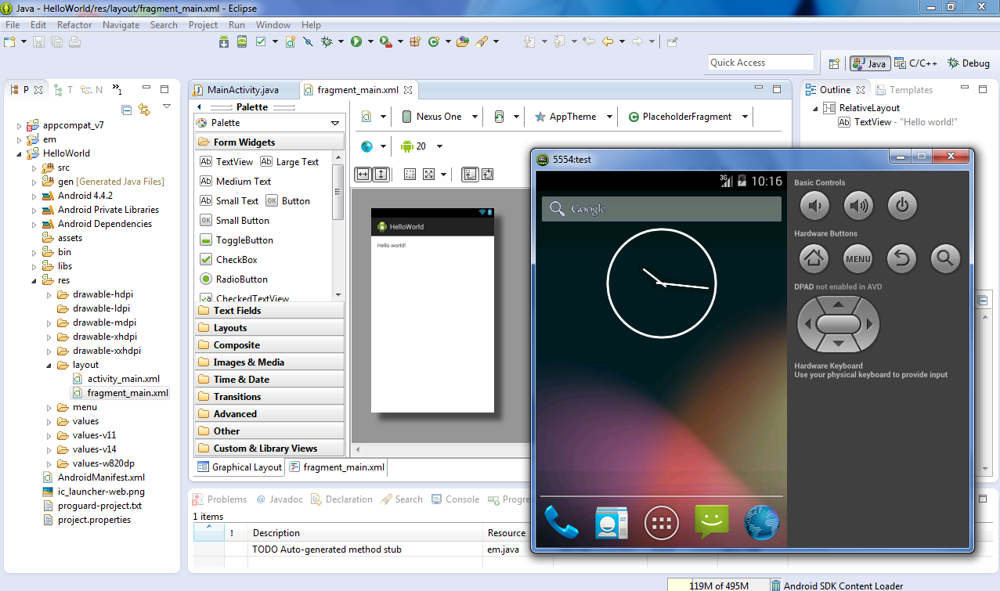 Java - HelloWorld/res/layout/fragment_main.xml - Eclipse
File Edit Refactor Navigate Search Project Run Window Help
Quick Access
Java
C/C++
Debug
P
T
N
»1
appcompat_v7
em
HelloWorld
src
gen [Generated Java Files]
Android 4.4.2
Android Private Libraries
Android Dependencies
assets
bin
libs
res
drawable-hdpi
drawable-ldpi
drawable-mdpi
drawable-xhdpi
drawable-xxhdpi
layout
activity_main.xml
fragment_main.xml
menu
values
values-v11
values-v14
values-w820dp
AndroidManifest.xml
ic_launcher-web.png
proguard-project.txt
project.properties
MainActivity.java
fragment_main.xml
Palette
Palette
Form Widgets
Ab TextView Ab Large Text
Ab Medium Text
Ab Small Text OK Button
OK Small Button
ToggleButton
CheckBox
RadioButton
CheckedTextView
Text Fields
Layouts
Composite
Images & Media
Time & Date
Transitions
Advanced
Other
Custom & Library Views
Graphical Layout
fragment_main.xml
Nexus One
AppTheme
PlaceholderFragment
20
HelloWorld
Hello world!
Outline
Templates
RelativeLayout
Ab TextView - "Hello world!"
5554:test
3G 10:16
Google
Basic Controls
Hardware Buttons
MENU
DPAD not enabled in AVD
Hardware Keyboard
Use your physical keyboard to provide input
Problems @ Javadoc Declaration Search Console Progre
1 items
! Description Resource
TODO Auto-generated method stub em.java
119M of 495M
Android SDK Content Loader